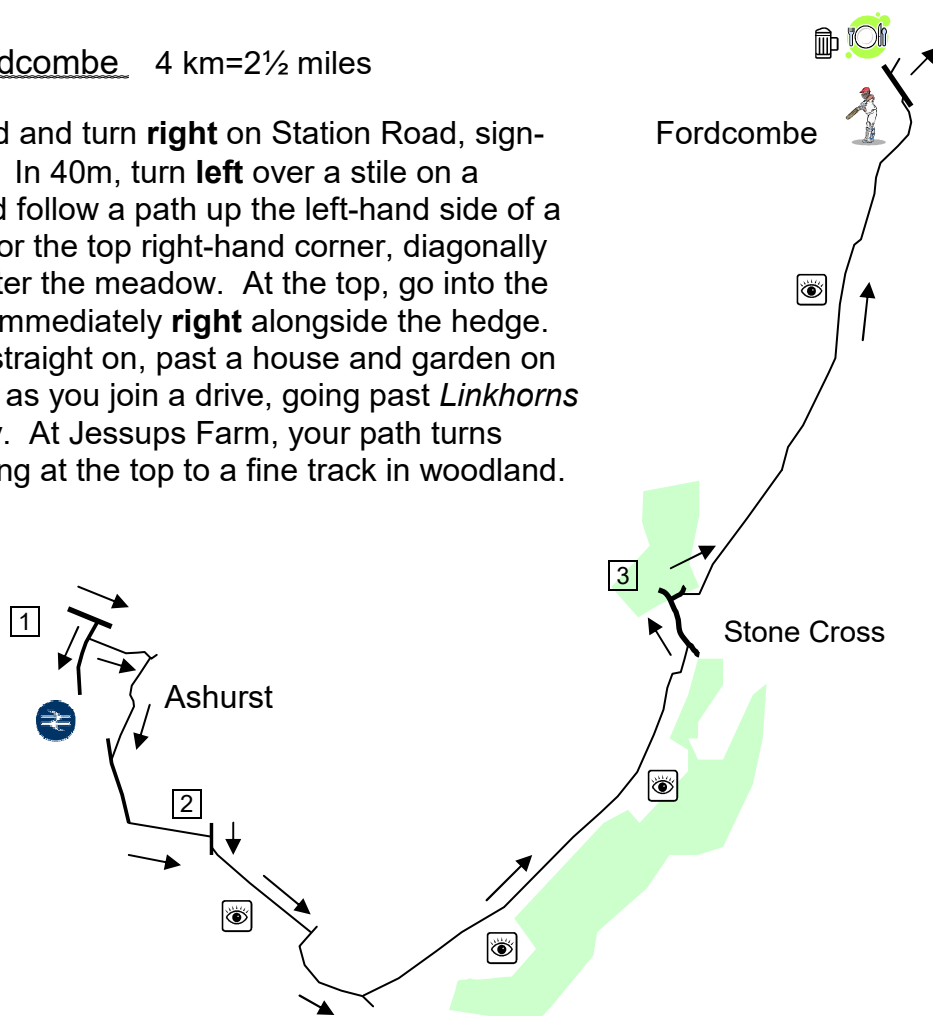 dcombe 4 km=2½ miles
d and turn right on Station Road, sign-
In 40m, turn left over a stile on a
d follow a path up the left-hand side of a
or the top right-hand corner, diagonally
ter the meadow. At the top, go into the
mmediately right alongside the hedge.
straight on, past a house and garden on
as you join a drive, going past Linkhorns
. At Jessups Farm, your path turns
ng at the top to a fine track in woodland.
Fordcombe
3
Stone Cross
1
Ashurst
2